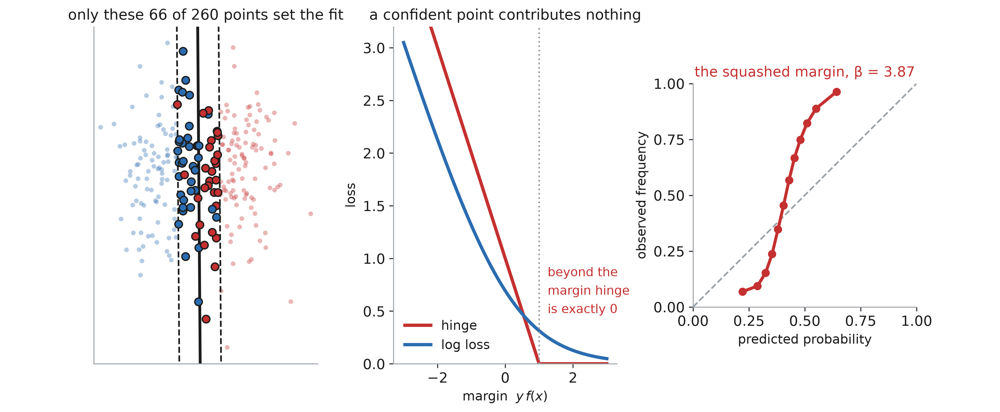 only these 66 of 260 points set the fit
a confident point contributes nothing
3.0
2.5
2.0
1.5
1.0
0.5
0.0
loss
−2
0
2
margin y f(x)
beyond the
margin hinge
is exactly 0
hinge
log loss
the squashed margin, β = 3.87
1.00
0.75
0.50
0.25
0.00
observed frequency
0.00
0.25
0.50
0.75
1.00
predicted probability